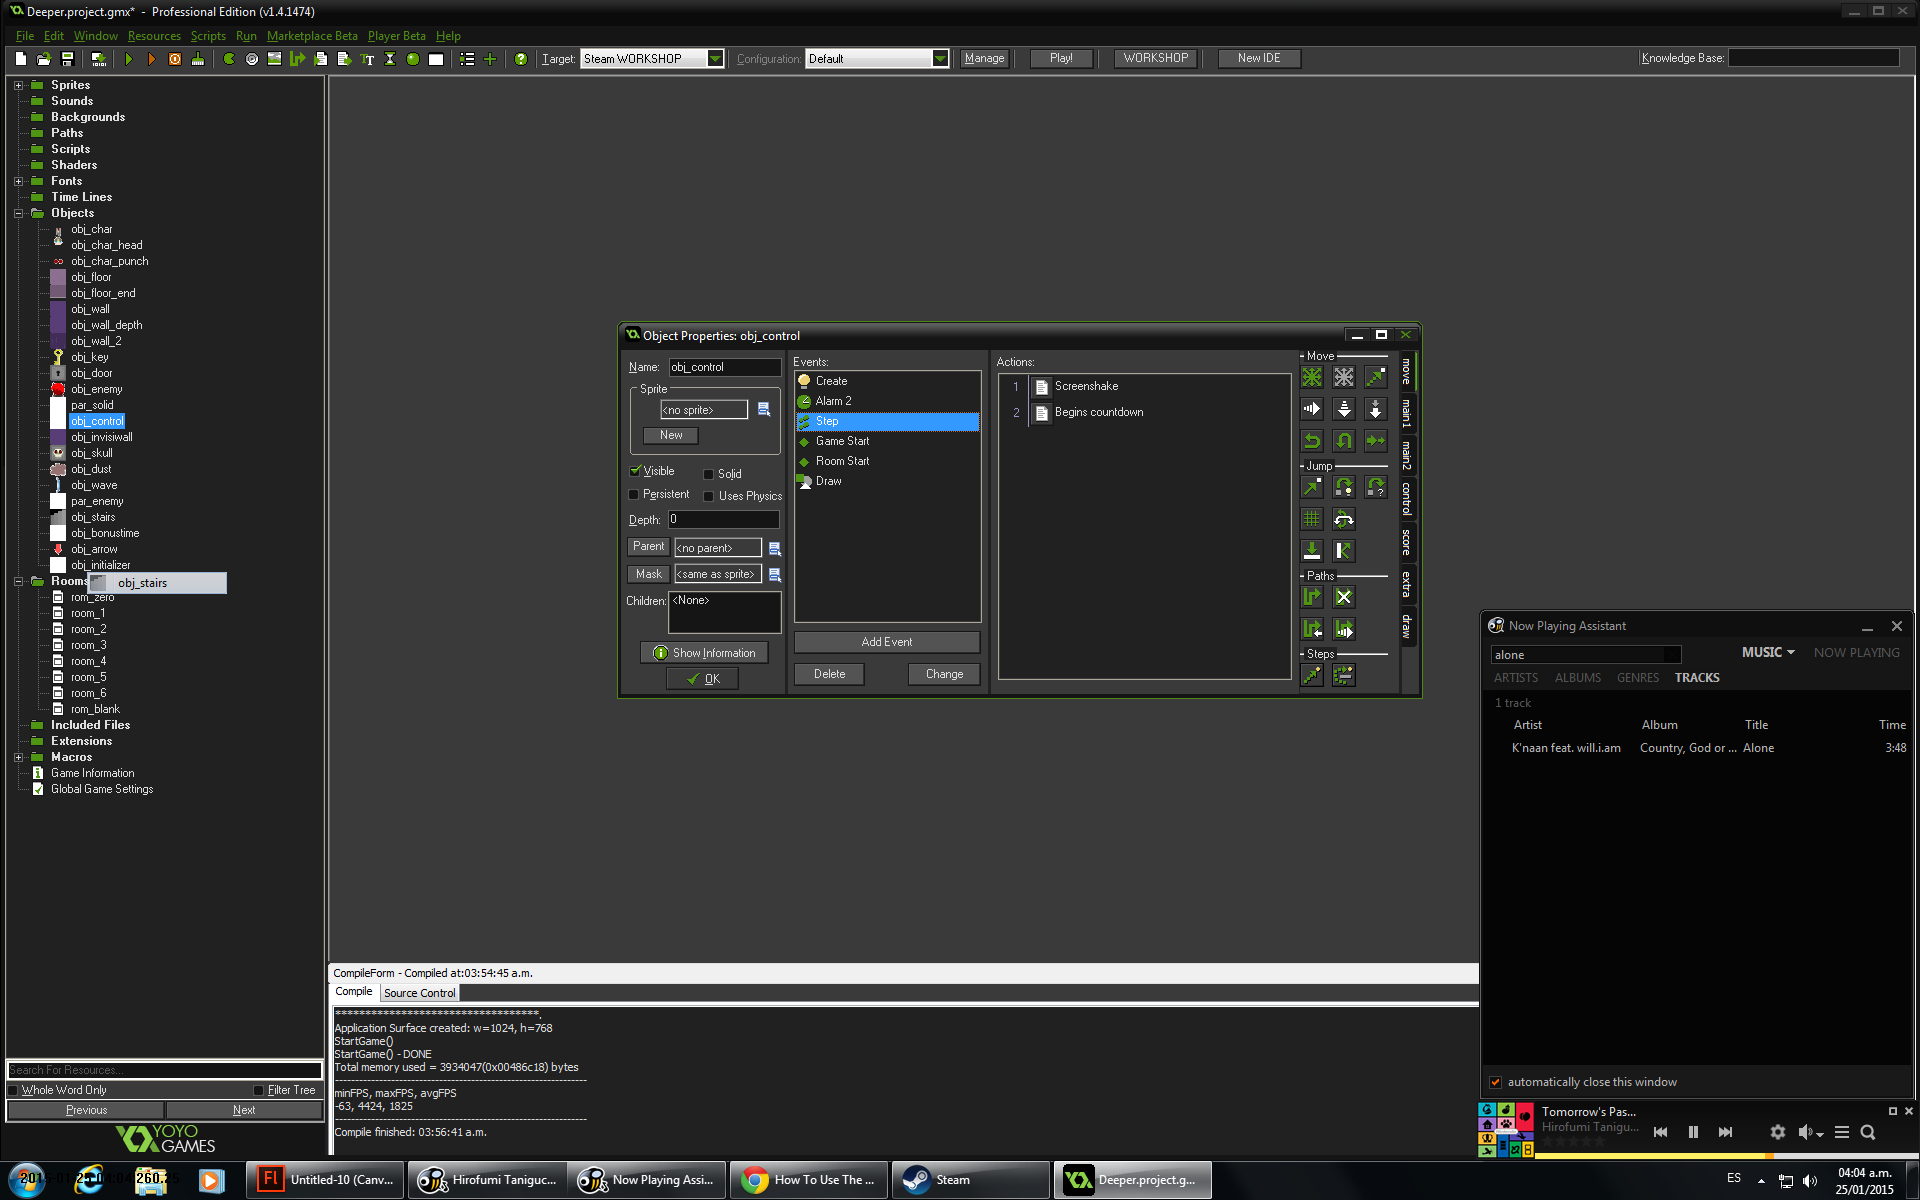 Deeper.project.gmx* - Professional Edition (v1.4.1474)
File Edit Window Resources Scripts Run Marketplace Beta Player Beta Help
Target: Steam WORKSHOP Configuration: Default Manage Play! WORKSHOP New IDE Knowledge Base:
Sprites
Sounds
Backgrounds
Paths
Scripts
Shaders
Fonts
Time Lines
Objects
obj_char
obj_char_head
obj_char_punch
obj_floor
obj_floor_end
obj_wall
obj_wall_depth
obj_wall_2
obj_key
obj_door
obj_enemy
par_solid
obj_control
obj_invisiwall
obj_skull
obj_dust
obj_wave
par_enemy
obj_stairs
obj_bonustime
obj_arrow
obj_initializer
Rooms
obj_stairs
rom_zero
room_1
room_2
room_3
room_4
room_5
room_6
rom_blank
Included Files
Extensions
Macros
Game Information
Global Game Settings
Search For Resources...
Whole Word Only Filter Tree
Previous Next
YOYO
GAMES
Object Properties: obj_control
Name: obj_control
Sprite
<no sprite>
New
Visible Solid
Persistent Uses Physics
Depth: 0
Parent <no parent>
Mask <same as sprite>
Children: <None>
Show Information
OK
Events:
Create
Alarm 2
Step
Game Start
Room Start
Draw
Add Event
Delete Change
Actions:
1 Screenshake
2 Begins countdown
Move
Jump
Paths
Steps
move
main1
main2
control
score
extra
draw
CompileForm - Compiled at:03:54:45 a.m.
Compile Source Control
***********************************.
Application Surface created: w=1024, h=768
StartGame()
StartGame() - DONE
Total memory used = 3934047(0x00486c18) bytes
minFPS, maxFPS, avgFPS
-63, 4424, 1825
Compile finished: 03:56:41 a.m.
Now Playing Assistant
alone MUSIC NOW PLAYING
ARTISTS ALBUMS GENRES TRACKS
1 track
Artist Album Title Time
K'naan feat. will.i.am Country, God or ... Alone 3:48
automatically close this window
Tomorrow's Pas...
Hirofumi Tanigu...
Untitled-10 (Canv...
Hirofumi Taniguc...
Now Playing Assi...
How To Use The ...
Steam
Deeper.project.g...
ES
04:04 a.m.
25/01/2015